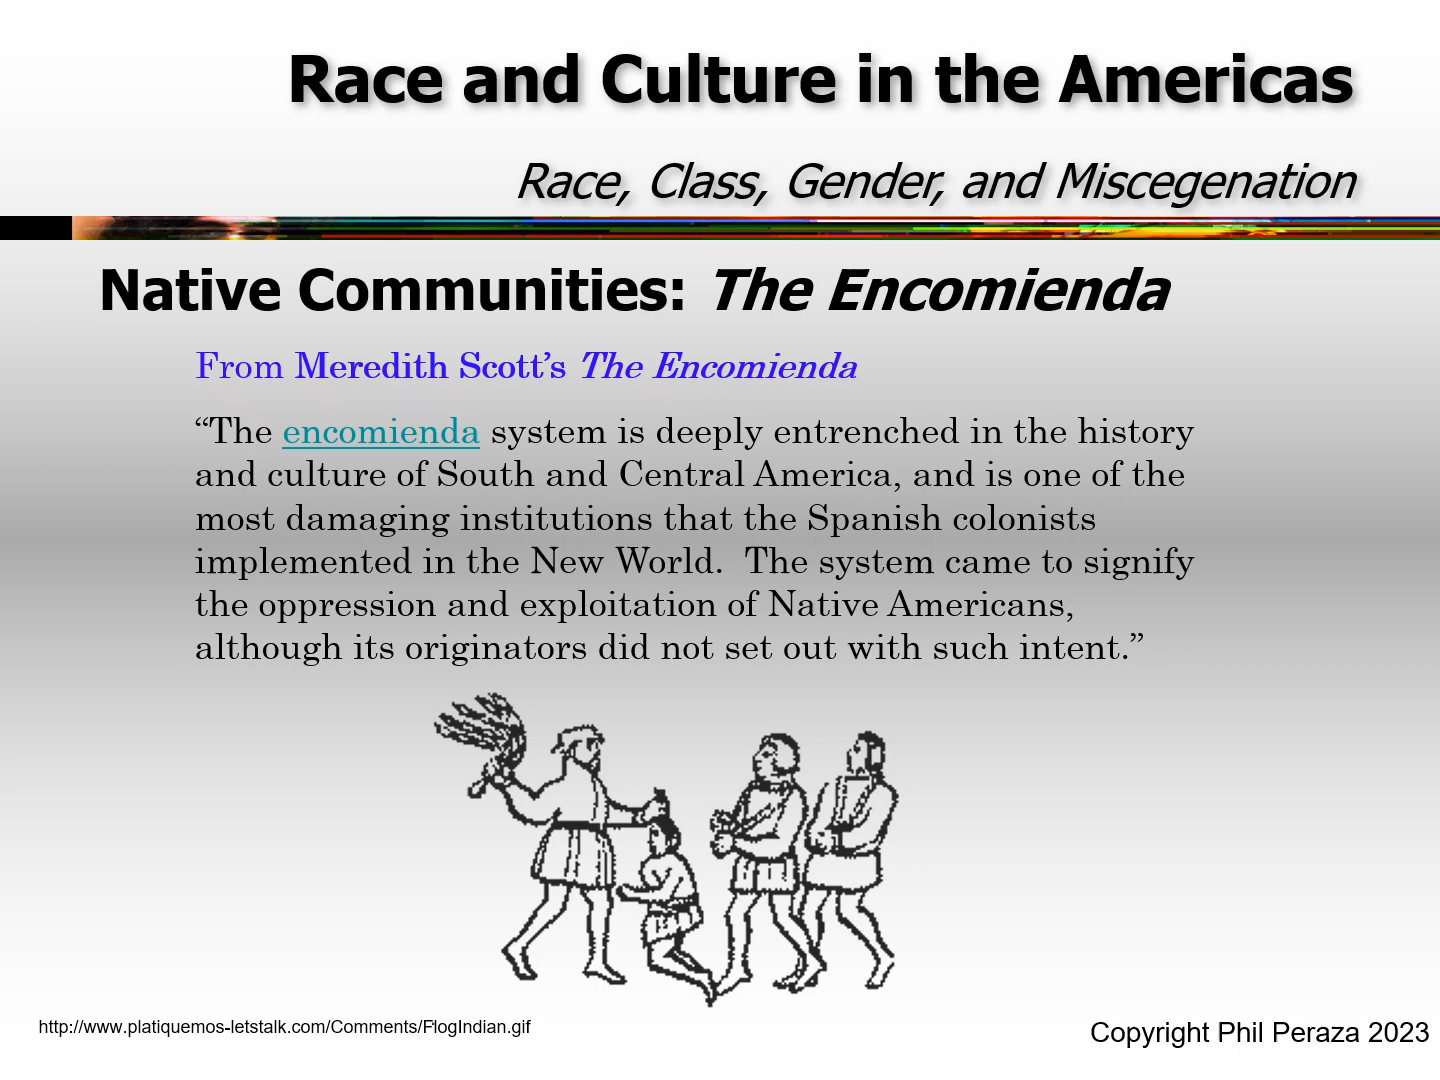 Race and Culture in the Americas
Race, Class, Gender, and Miscegenation
Native Communities: The Encomienda
From Meredith Scott’s The Encomienda
“The encomienda system is deeply entrenched in the history
and culture of South and Central America, and is one of the
most damaging institutions that the Spanish colonists
implemented in the New World.  The system came to signify
the oppression and exploitation of Native Americans,
although its originators did not set out with such intent.”
http://www.platiquemos-letstalk.com/Comments/FlogIndian.gif
Copyright Phil Peraza 2023